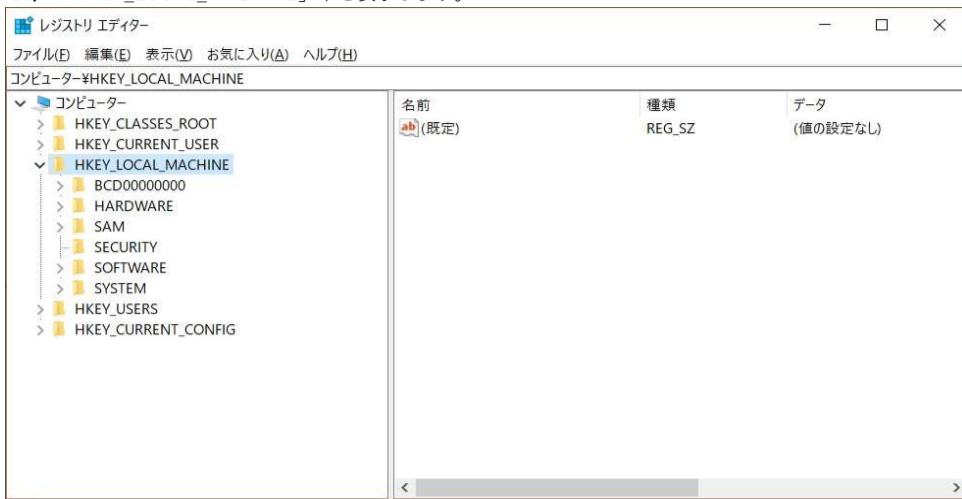 レジストリ エディター
ファイル(F) 編集(E) 表示(V) お気に入り(A) ヘルプ(H)
コンピューター¥HKEY_LOCAL_MACHINE
コンピューター
HKEY_CLASSES_ROOT
HKEY_CURRENT_USER
HKEY_LOCAL_MACHINE
BCD00000000
HARDWARE
SAM
SECURITY
SOFTWARE
SYSTEM
HKEY_USERS
HKEY_CURRENT_CONFIG
名前 種類 データ
ab (既定) REG_SZ (値の設定なし)